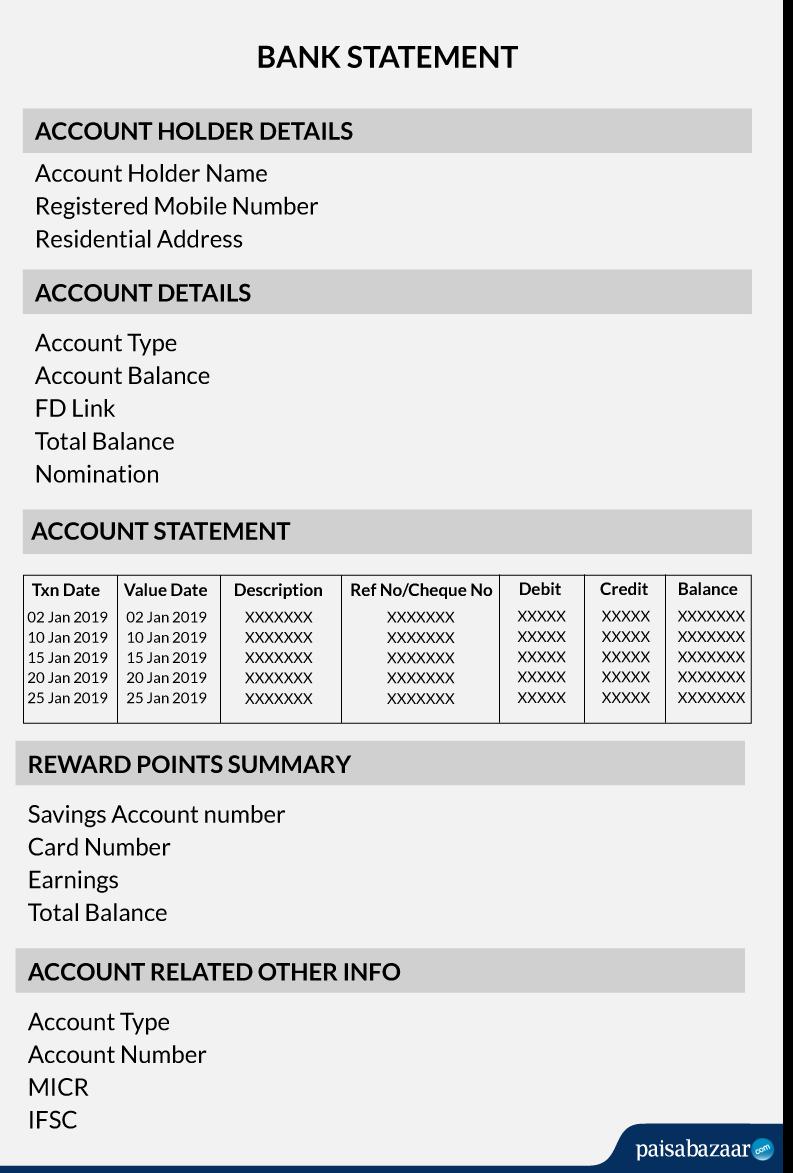 BANK STATEMENT
ACCOUNT HOLDER DETAILS
Account Holder Name
Registered Mobile Number
Residential Address
ACCOUNT DETAILS
Account Type
Account Balance
FD Link
Total Balance
Nomination
ACCOUNT STATEMENT
Txn Date Value Date Description Ref No/Cheque No Debit Credit Balance
02 Jan 2019 02 Jan 2019 XXXXXXX XXXXXXX XXXXX XXXXX XXXXXXX
10 Jan 2019 10 Jan 2019 XXXXXXX XXXXXXX XXXXX XXXXX XXXXXXX
15 Jan 2019 15 Jan 2019 XXXXXXX XXXXXXX XXXXX XXXXX XXXXXXX
20 Jan 2019 20 Jan 2019 XXXXXXX XXXXXXX XXXXX XXXXX XXXXXXX
25 Jan 2019 25 Jan 2019 XXXXXXX XXXXXXX XXXXX XXXXX XXXXXXX
REWARD POINTS SUMMARY
Savings Account number
Card Number
Earnings
Total Balance
ACCOUNT RELATED OTHER INFO
Account Type
Account Number
MICR
IFSC
paisabazaar com